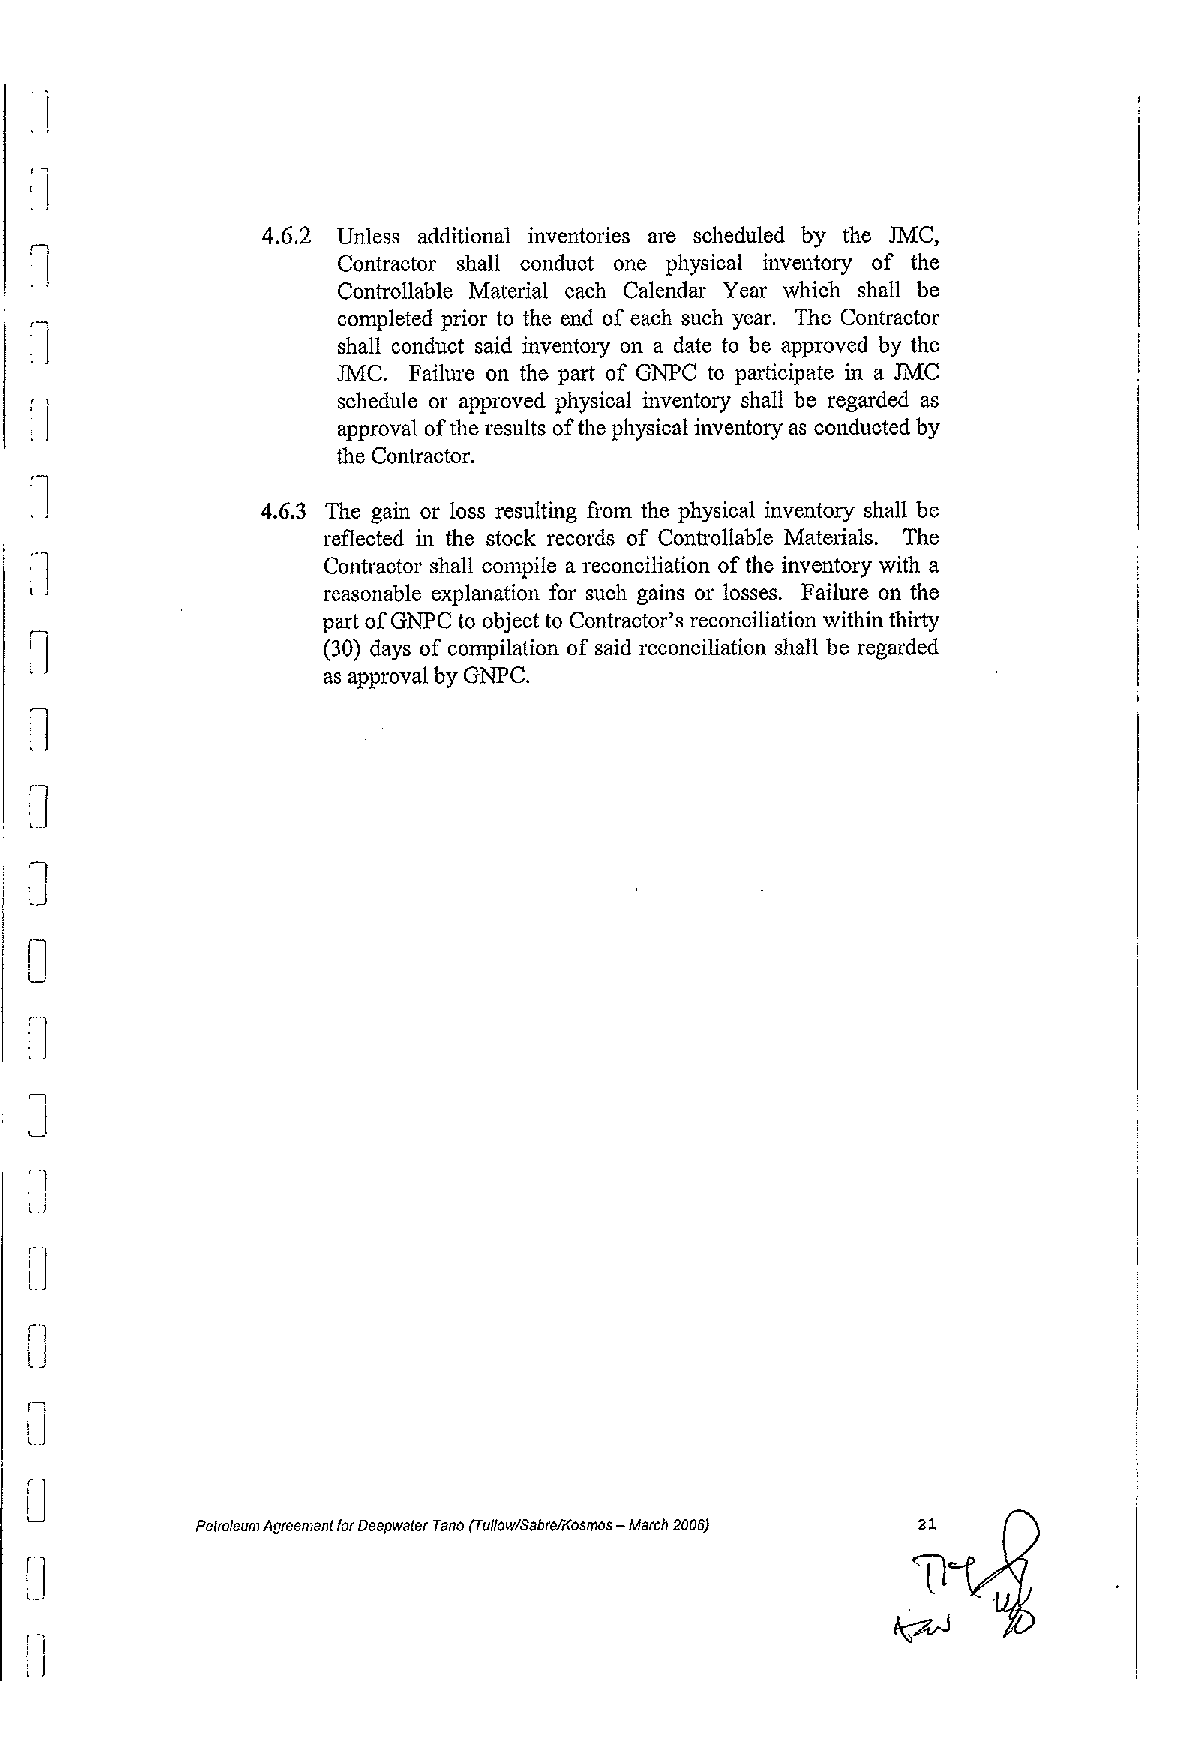 4.6.2 Unless additional inventories are scheduled by the JMC,
Contractor shall conduct one physical inventory of the
Controllable Material each Calendar Year which shall be
completed prior to the end of each such year. The Contractor
shall conduct said inventory on a date to be approved by the
JMC. Failure on the part of GNPC to participate in a JMC
schedule or approved physical inventory shall be regarded as
approval of the results of the physical inventory as conducted by
the Contractor.
4.6.3 The gain or loss resulting from the physical inventory shall be
reflected in the stock records of Controllable Materials. The
Contractor shall compile a reconciliation of the inventory with a
reasonable explanation for such gains or losses. Failure on the
part of GNPC to object to Contractor's reconciliation within thirty
(30) days of compilation of said reconciliation shall be regarded
as approval by GNPC.
Petroleum Agreement for Deepwater Tano (Tullow/Sabre/Kosmos – March 2006) 21